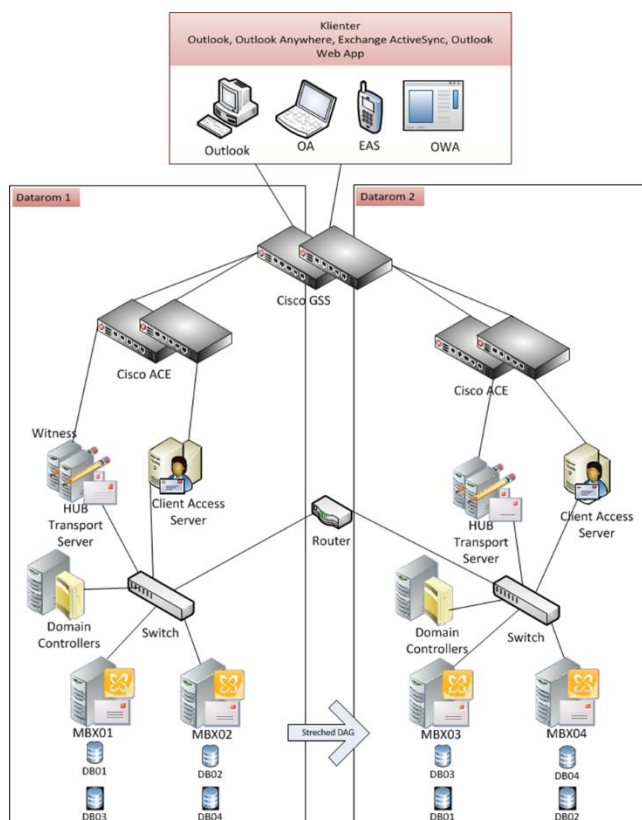 Klienter
Outlook, Outlook Anywhere, Exchange ActiveSync, Outlook
Web App
Outlook
OA
EAS
OWA
Datarom 1
Datarom 2
Cisco GSS
Cisco ACE
Cisco ACE
Witness
HUB
Transport
Server
Client Access
Server
Router
HUB
Transport
Server
Client Access
Server
Domain
Controllers
Switch
Domain
Controllers
Switch
MBX01
MBX02
Streched DAG
MBX03
MBX04
DB01
DB02
DB03
DB04
DB03
DB04
DB01
DB02